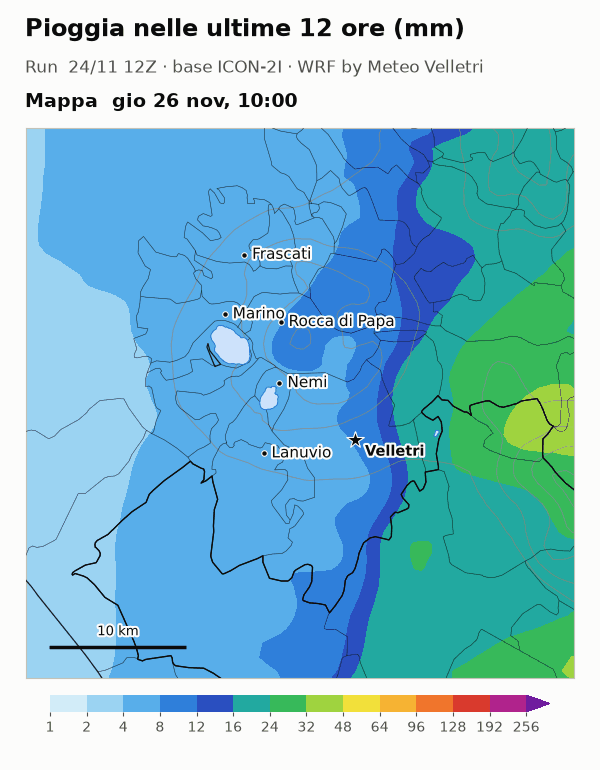 Pioggia nelle ultime 12 ore (mm)
Run  24/11 12Z · base ICON-2I · WRF by Meteo Velletri
Mappa  gio 26 nov, 10:00
Frascati
Marino
Rocca di Papa
Nemi
Velletri
Lanuvio
10 km
1 2 4 8 12 16 24 32 48 64 96 128 192 256